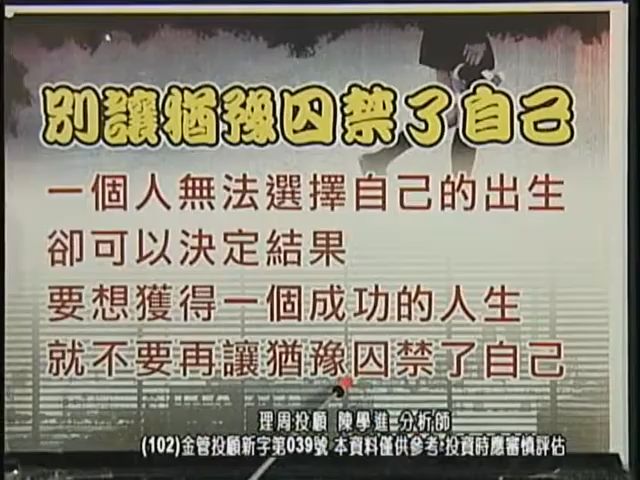 別讓猶豫囚禁了自己
一個人無法選擇自己的出生
卻可以決定結果
要想獲得一個成功的人生
就不要再讓猶豫囚禁了自己
理周投顧 陳學進 分析師
(102)金管投顧新字第039號 本資料僅供參考,投資時應審慎評估